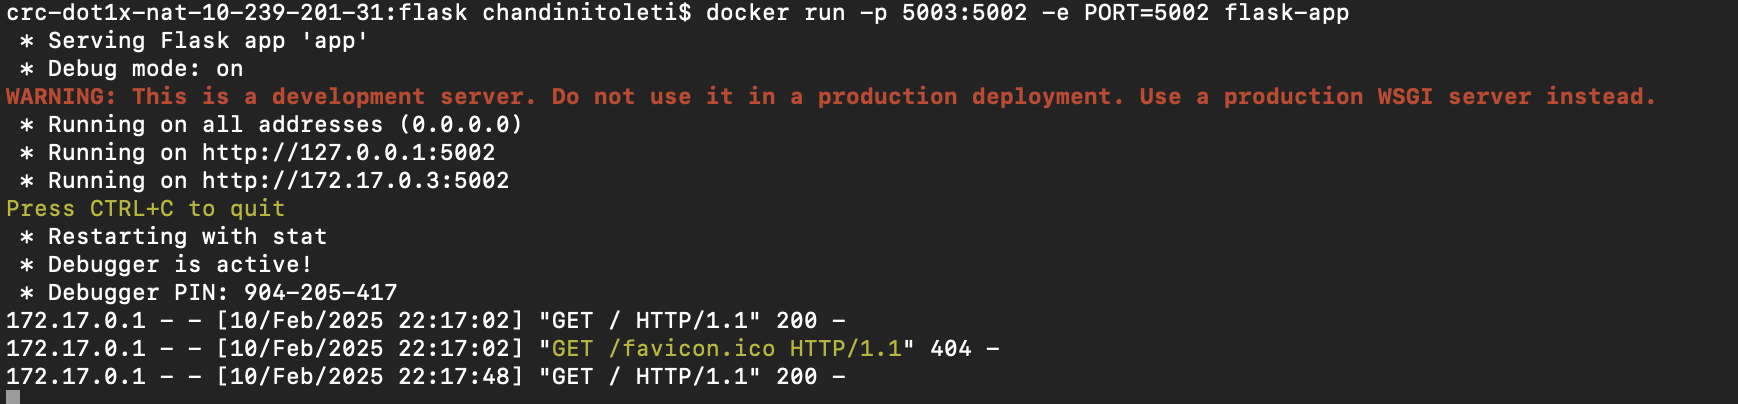 crc-dot1x-nat-10-239-201-31:flask chandinitoleti$ docker run -p 5003:5002 -e PORT=5002 flask-app
 * Serving Flask app 'app'
 * Debug mode: on
WARNING: This is a development server. Do not use it in a production deployment. Use a production WSGI server instead.
 * Running on all addresses (0.0.0.0)
 * Running on http://127.0.0.1:5002
 * Running on http://172.17.0.3:5002
Press CTRL+C to quit
 * Restarting with stat
 * Debugger is active!
 * Debugger PIN: 904-205-417
172.17.0.1 - - [10/Feb/2025 22:17:02] "GET / HTTP/1.1" 200 -
172.17.0.1 - - [10/Feb/2025 22:17:02] "GET /favicon.ico HTTP/1.1" 404 -
172.17.0.1 - - [10/Feb/2025 22:17:48] "GET / HTTP/1.1" 200 -